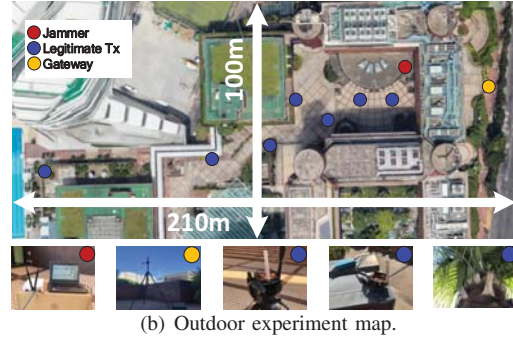 Jammer
Legitimate Tx
Gateway
100m
210m
(b) Outdoor experiment map.